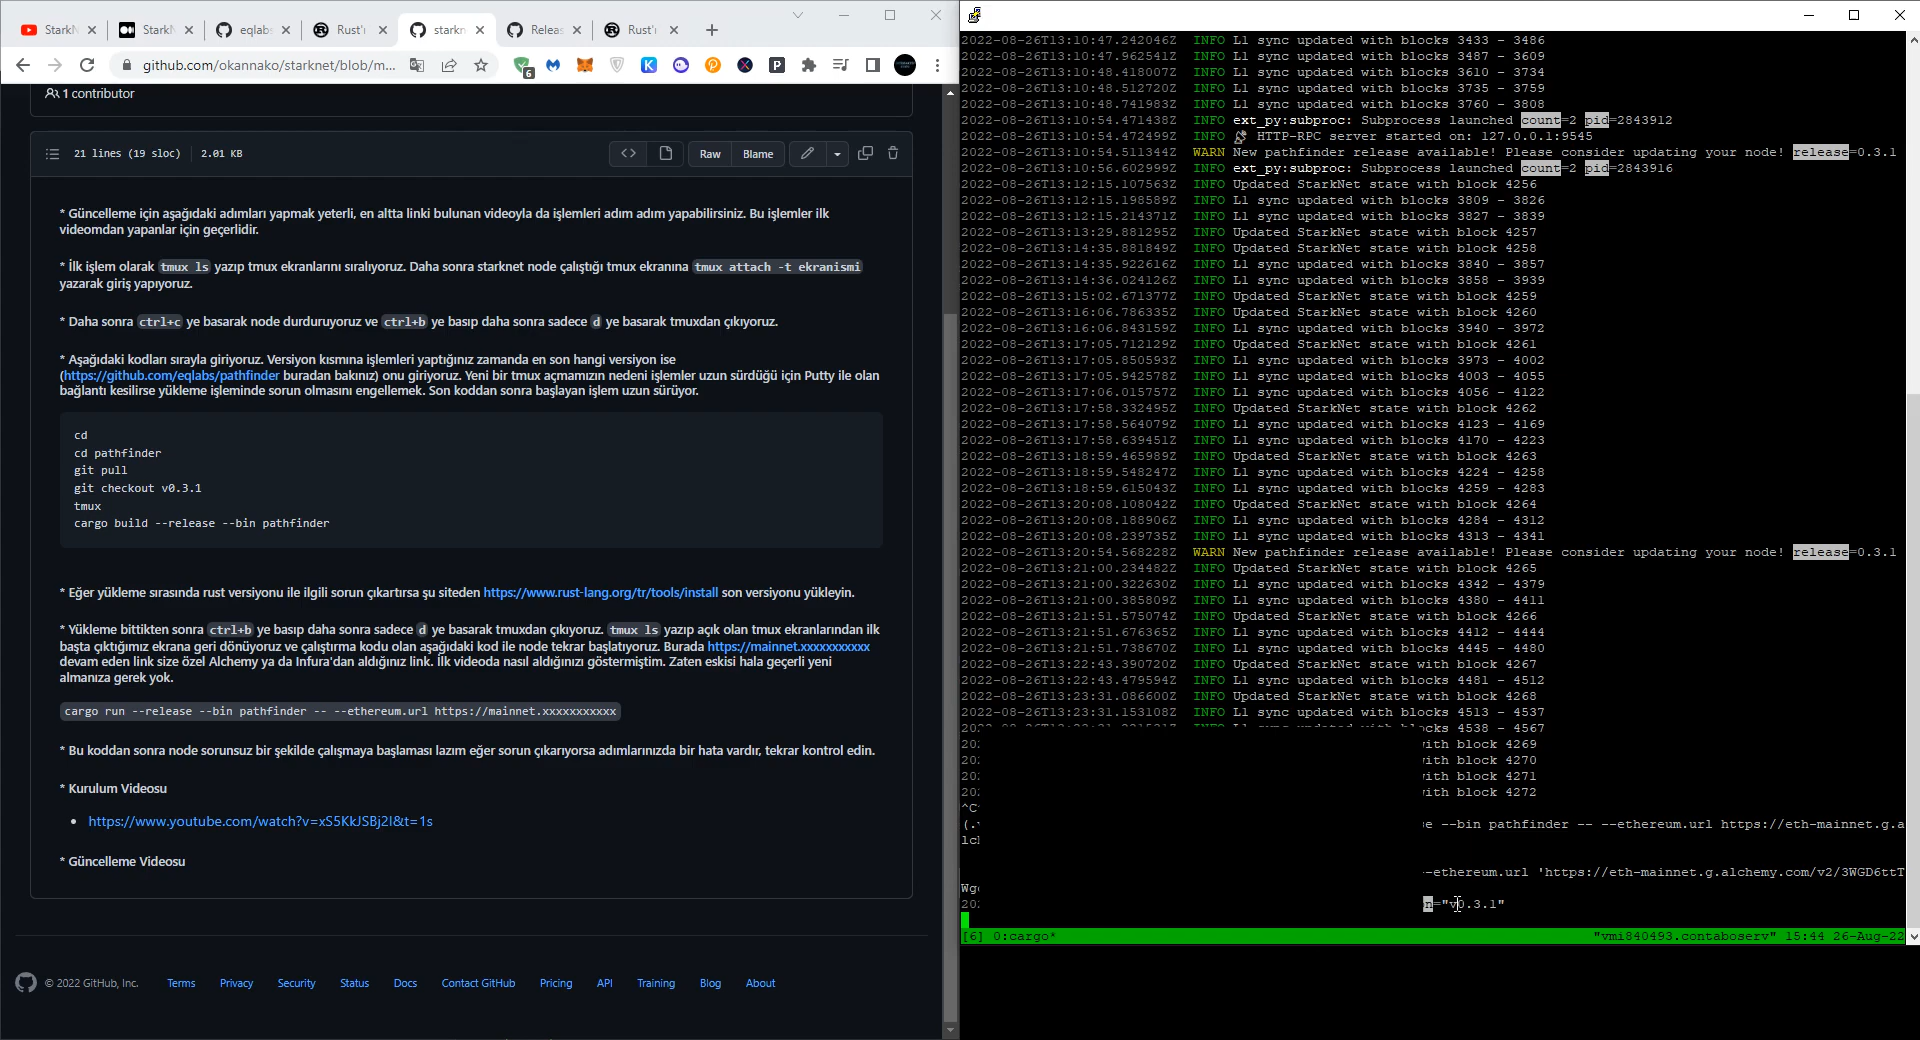 StarkN
StarkN
eqlabs
Rust'ı
starkn
Releas
Rust'ı
github.com/okannako/starknet/blob/m...
6
1 contributor
21 lines (19 sloc)
2.01 KB
Raw
Blame
* Güncelleme için aşağıdaki adımları yapmak yeterli, en altta linki bulunan videoyla da işlemleri adım adım yapabilirsiniz. Bu işlemler ilk
videomdan yapanlar için geçerlidir.
* İlk işlem olarak tmux ls yazıp tmux ekranlarını sıralıyoruz. Daha sonra starknet node çalıştığı tmux ekranına tmux attach -t ekranismi
yazarak giriş yapıyoruz.
* Daha sonra ctrl+c ye basarak node durduruyoruz ve ctrl+b ye basıp daha sonra sadece d ye basarak tmuxdan çıkıyoruz.
* Aşağıdaki kodları sırayla giriyoruz. Versiyon kısmına işlemleri yaptığınız zamanda en son hangi versiyon ise
(https://github.com/eqlabs/pathfinder buradan bakınız) onu giriyoruz. Yeni bir tmux açmamızın nedeni işlemler uzun sürdüğü için Putty ile olan
bağlantı kesilirse yükleme işleminde sorun olmasını engellemek. Son koddan sonra başlayan işlem uzun sürüyor.
cd
cd pathfinder
git pull
git checkout v0.3.1
tmux
cargo build --release --bin pathfinder
* Eğer yükleme sırasında rust versiyonu ile ilgili sorun çıkartırsa şu siteden https://www.rust-lang.org/tr/tools/install son versiyonu yükleyin.
* Yükleme bittikten sonra ctrl+b ye basıp daha sonra sadece d ye basarak tmuxdan çıkıyoruz. tmux ls yazıp açık olan tmux ekranlarından ilk
başta çıktığımız ekrana geri dönüyoruz ve çalıştırma kodu olan aşağıdaki kod ile node tekrar başlatıyoruz. Burada https://mainnet.xxxxxxxxxxx
devam eden link size özel Alchemy ya da Infura'dan aldığınız link. İlk videoda nasıl aldığınızı göstermiştim. Zaten eskisi hala geçerli yeni
almanıza gerek yok.
cargo run --release --bin pathfinder -- --ethereum.url https://mainnet.xxxxxxxxxxx
* Bu koddan sonra node sorunsuz bir şekilde çalışmaya başlaması lazım eğer sorun çıkarıyorsa adımlarınızda bir hata vardır, tekrar kontrol edin.
* Kurulum Videosu
https://www.youtube.com/watch?v=xS5KkJSBj2I&t=1s
* Güncelleme Videosu
© 2022 GitHub, Inc.
Terms
Privacy
Security
Status
Docs
Contact GitHub
Pricing
API
Training
Blog
About
2022-08-26T13:10:47.242046Z INFO L1 sync updated with blocks 3433 - 3486
2022-08-26T13:10:47.962541Z INFO L1 sync updated with blocks 3487 - 3609
2022-08-26T13:10:48.418007Z INFO L1 sync updated with blocks 3610 - 3734
2022-08-26T13:10:48.512720Z INFO L1 sync updated with blocks 3735 - 3759
2022-08-26T13:10:48.741983Z INFO L1 sync updated with blocks 3760 - 3808
2022-08-26T13:10:54.471438Z INFO ext_py:subproc: Subprocess launched count=2 pid=2843912
2022-08-26T13:10:54.472499Z INFO HTTP-RPC server started on: 127.0.0.1:9545
2022-08-26T13:10:54.511344Z WARN New pathfinder release available! Please consider updating your node! release=0.3.1
2022-08-26T13:10:56.602999Z INFO ext_py:subproc: Subprocess launched count=2 pid=2843916
2022-08-26T13:12:15.107563Z INFO Updated StarkNet state with block 4256
2022-08-26T13:12:15.198589Z INFO L1 sync updated with blocks 3809 - 3826
2022-08-26T13:12:15.214371Z INFO L1 sync updated with blocks 3827 - 3839
2022-08-26T13:13:29.881295Z INFO Updated StarkNet state with block 4257
2022-08-26T13:14:35.881849Z INFO Updated StarkNet state with block 4258
2022-08-26T13:14:35.922616Z INFO L1 sync updated with blocks 3840 - 3857
2022-08-26T13:14:36.024126Z INFO L1 sync updated with blocks 3858 - 3939
2022-08-26T13:15:02.671377Z INFO Updated StarkNet state with block 4259
2022-08-26T13:16:06.786335Z INFO Updated StarkNet state with block 4260
2022-08-26T13:16:06.843159Z INFO L1 sync updated with blocks 3940 - 3972
2022-08-26T13:17:05.712129Z INFO Updated StarkNet state with block 4261
2022-08-26T13:17:05.850593Z INFO L1 sync updated with blocks 3973 - 4002
2022-08-26T13:17:05.942578Z INFO L1 sync updated with blocks 4003 - 4055
2022-08-26T13:17:06.015757Z INFO L1 sync updated with blocks 4056 - 4122
2022-08-26T13:17:58.332495Z INFO Updated StarkNet state with block 4262
2022-08-26T13:17:58.564079Z INFO L1 sync updated with blocks 4123 - 4169
2022-08-26T13:17:58.639451Z INFO L1 sync updated with blocks 4170 - 4223
2022-08-26T13:18:59.465989Z INFO Updated StarkNet state with block 4263
2022-08-26T13:18:59.548247Z INFO L1 sync updated with blocks 4224 - 4258
2022-08-26T13:18:59.615043Z INFO L1 sync updated with blocks 4259 - 4283
2022-08-26T13:20:08.108042Z INFO Updated StarkNet state with block 4264
2022-08-26T13:20:08.188906Z INFO L1 sync updated with blocks 4284 - 4312
2022-08-26T13:20:08.239735Z INFO L1 sync updated with blocks 4313 - 4341
2022-08-26T13:20:54.568228Z WARN New pathfinder release available! Please consider updating your node! release=0.3.1
2022-08-26T13:21:00.234482Z INFO Updated StarkNet state with block 4265
2022-08-26T13:21:00.322630Z INFO L1 sync updated with blocks 4342 - 4379
2022-08-26T13:21:00.385809Z INFO L1 sync updated with blocks 4380 - 4411
2022-08-26T13:21:51.575074Z INFO Updated StarkNet state with block 4266
2022-08-26T13:21:51.676365Z INFO L1 sync updated with blocks 4412 - 4444
2022-08-26T13:21:51.738670Z INFO L1 sync updated with blocks 4445 - 4480
2022-08-26T13:22:43.390720Z INFO Updated StarkNet state with block 4267
2022-08-26T13:22:43.479594Z INFO L1 sync updated with blocks 4481 - 4512
2022-08-26T13:23:31.086600Z INFO Updated StarkNet state with block 4268
2022-08-26T13:23:31.153108Z INFO L1 sync updated with blocks 4513 - 4537
sync updated with blocks 4538 - 4567
202 with block 4269
202 with block 4270
202 with block 4271
202 with block 4272
^C
e --bin pathfinder -- --ethereum.url https://eth-mainnet.g.a
lch
--ethereum.url 'https://eth-mainnet.g.alchemy.com/v2/3WGD6ttT
Wg
202 n="v0.3.1"
[6] 0:cargo* "vmi840493.contaboserv" 15:44 26-Aug-22